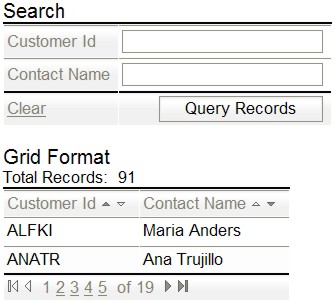 Search
Customer Id
Contact Name
Clear Query Records
Grid Format
Total Records: 91
Customer Id Contact Name
ALFKI Maria Anders
ANATR Ana Trujillo
1 2 3 4 5 of 19